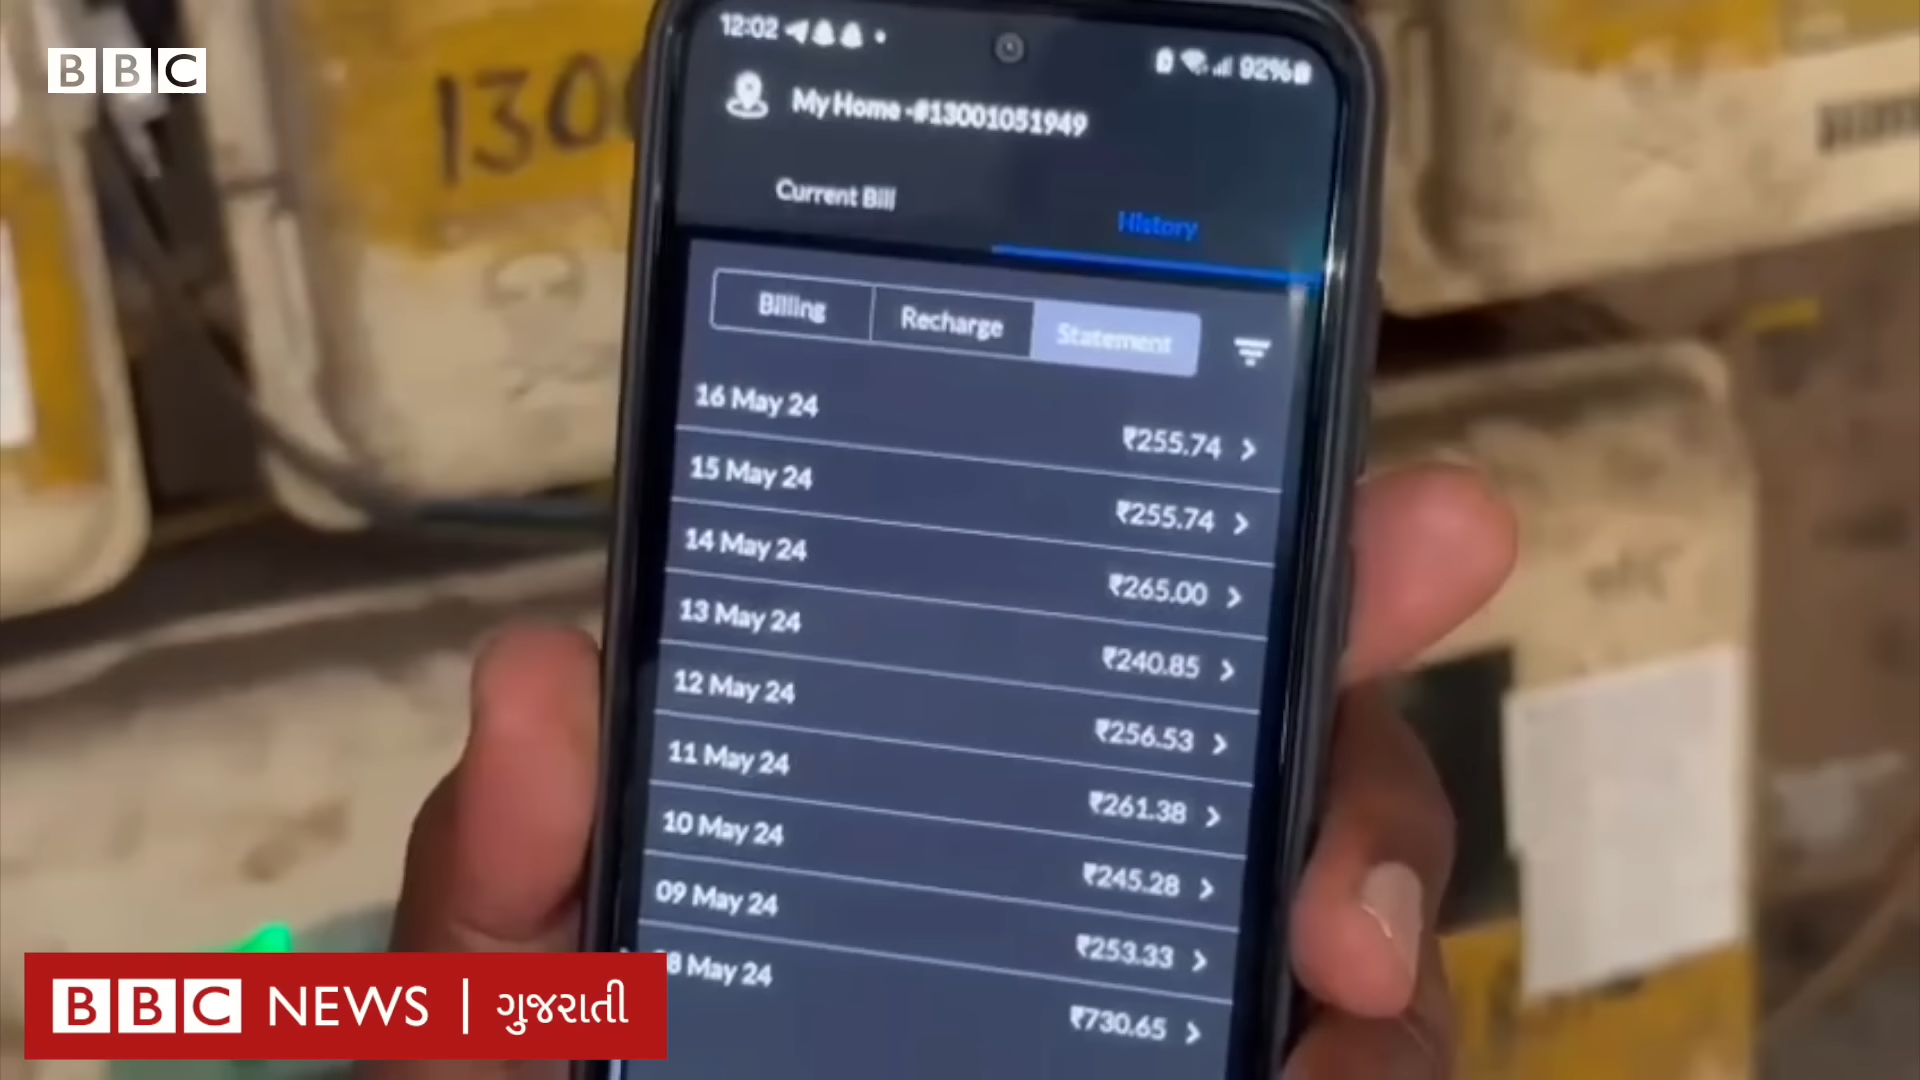 BBC
130
12:02
92%
My Home -#13001051949
Current Bill
History
Billing
Recharge
Statement
16 May 24
₹255.74
15 May 24
₹255.74
14 May 24
₹265.00
13 May 24
₹240.85
12 May 24
₹256.53
11 May 24
₹261.38
10 May 24
₹245.28
09 May 24
₹253.33
8 May 24
₹730.65
BBC NEWS | ગુજરાતી